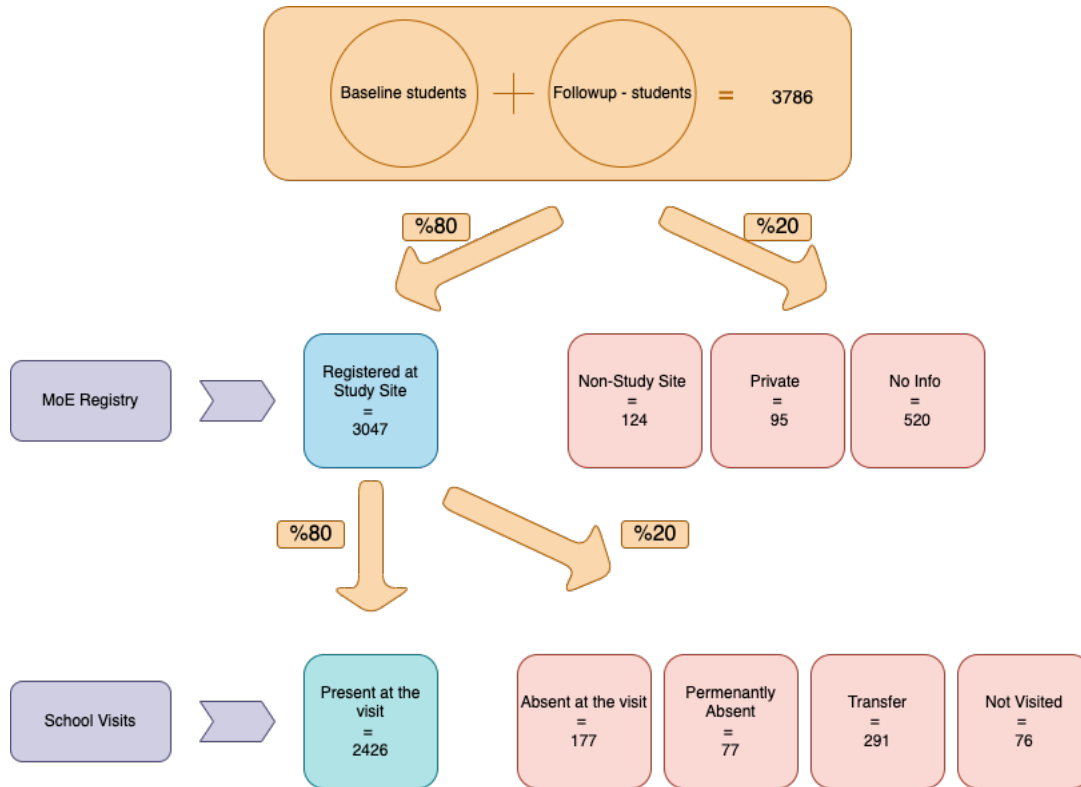 Baseline students
Followup - students
=
3786
%80
%20
MoE Registry
Registered at
Study Site
=
3047
Non-Study Site
=
124
Private
=
95
No Info
=
520
%80
%20
School Visits
Present at the
visit
=
2426
Absent at the visit
=
177
Permenantly
Absent
=
77
Transfer
=
291
Not Visited
=
76